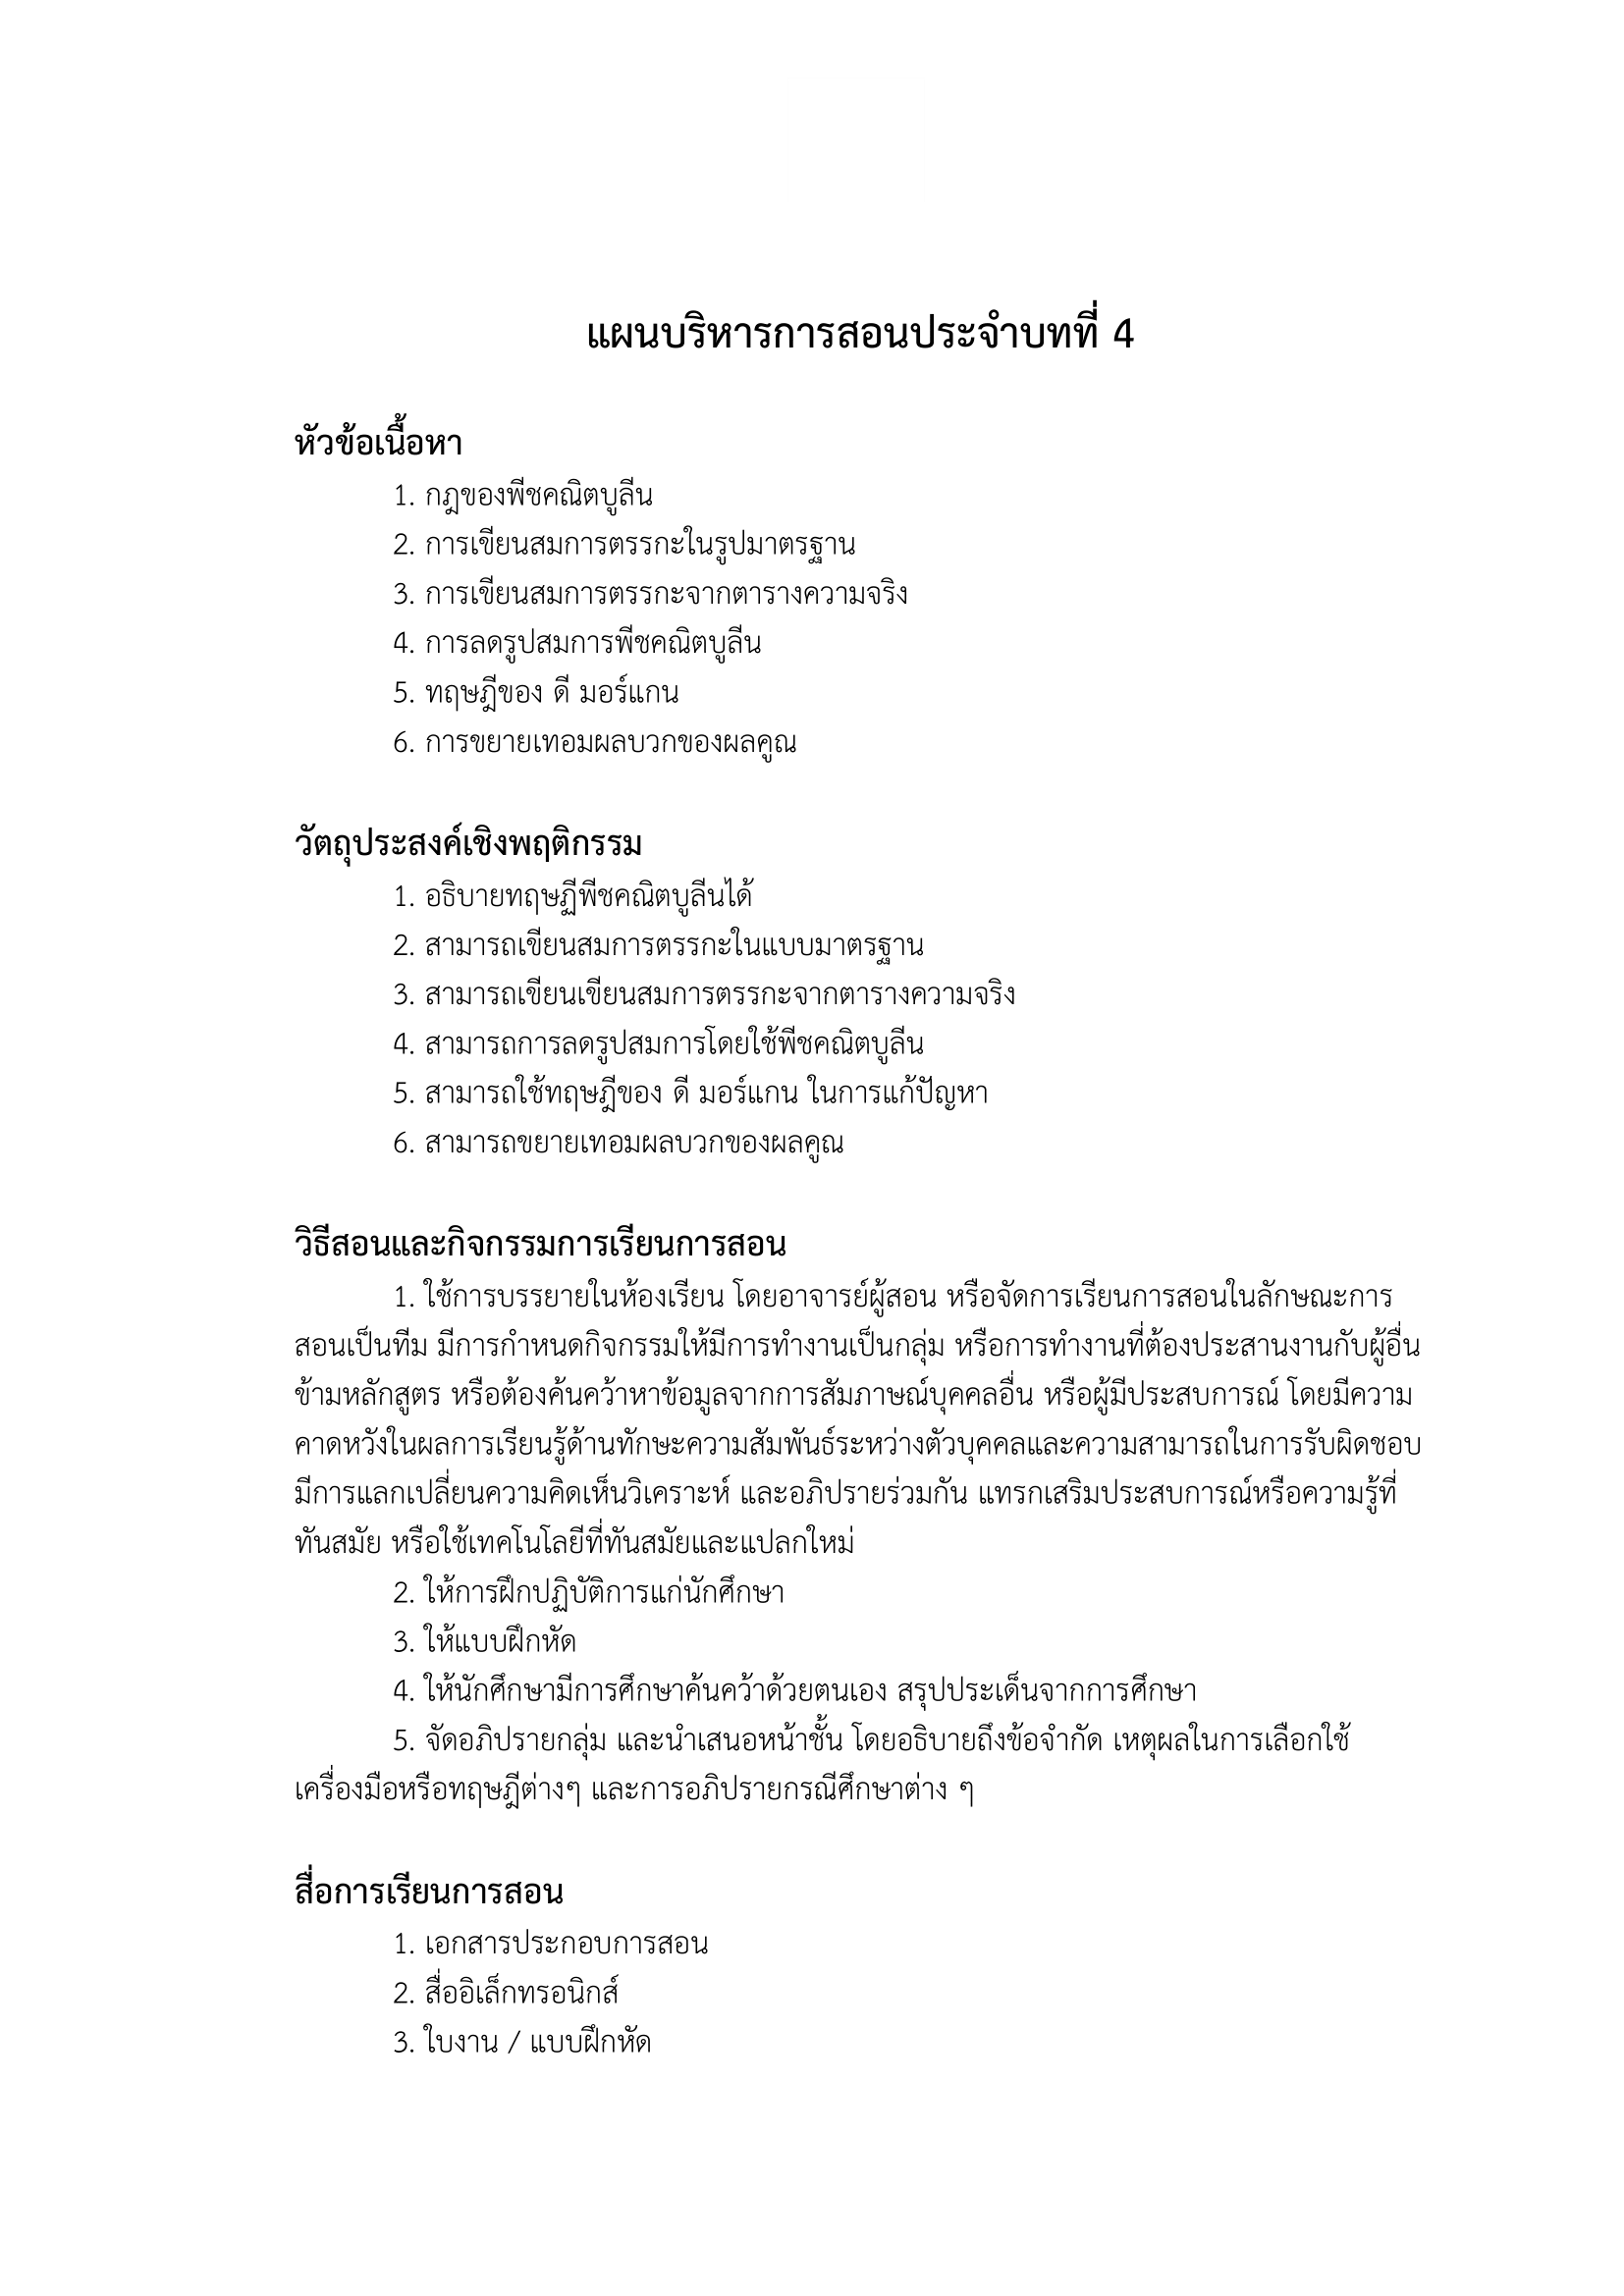 แผนบริหารการสอนประจำบทที่ 4
หัวข้อเนื้อหา
1. กฎของพีชคณิตบูลีน
2. การเขียนสมการตรรกะในรูปมาตรฐาน
3. การเขียนสมการตรรกะจากตารางความจริง
4. การลดรูปสมการพีชคณิตบูลีน
5. ทฤษฎีของ ดี มอร์แกน
6. การขยายเทอมผลบวกของผลคูณ
วัตถุประสงค์เชิงพฤติกรรม
1. อธิบายทฤษฏีพีชคณิตบูลีนได้
2. สามารถเขียนสมการตรรกะในแบบมาตรฐาน
3. สามารถเขียนเขียนสมการตรรกะจากตารางความจริง
4. สามารถการลดรูปสมการโดยใช้พีชคณิตบูลีน
5. สามารถใช้ทฤษฎีของ ดี มอร์แกน ในการแก้ปัญหา
6. สามารถขยายเทอมผลบวกของผลคูณ
วิธีสอนและกิจกรรมการเรียนการสอน
1. ใช้การบรรยายในห้องเรียน โดยอาจารย์ผู้สอน หรือจัดการเรียนการสอนในลักษณะการ
สอนเป็นทีม มีการกำหนดกิจกรรมให้มีการทำงานเป็นกลุ่ม หรือการทำงานที่ต้องประสานงานกับผู้อื่น
ข้ามหลักสูตร หรือต้องค้นคว้าหาข้อมูลจากการสัมภาษณ์บุคคลอื่น หรือผู้มีประสบการณ์ โดยมีความ
คาดหวังในผลการเรียนรู้ด้านทักษะความสัมพันธ์ระหว่างตัวบุคคลและความสามารถในการรับผิดชอบ
มีการแลกเปลี่ยนความคิดเห็นวิเคราะห์ และอภิปรายร่วมกัน แทรกเสริมประสบการณ์หรือความรู้ที่
ทันสมัย หรือใช้เทคโนโลยีที่ทันสมัยและแปลกใหม่
2. ให้การฝึกปฏิบัติการแก่นักศึกษา
3. ให้แบบฝึกหัด
4. ให้นักศึกษามีการศึกษาค้นคว้าด้วยตนเอง สรุปประเด็นจากการศึกษา
5. จัดอภิปรายกลุ่ม และนำเสนอหน้าชั้น โดยอธิบายถึงข้อจำกัด เหตุผลในการเลือกใช้
เครื่องมือหรือทฤษฎีต่างๆ และการอภิปรายกรณีศึกษาต่าง ๆ
สื่อการเรียนการสอน
1. เอกสารประกอบการสอน
2. สื่ออิเล็กทรอนิกส์
3. ใบงาน / แบบฝึกหัด